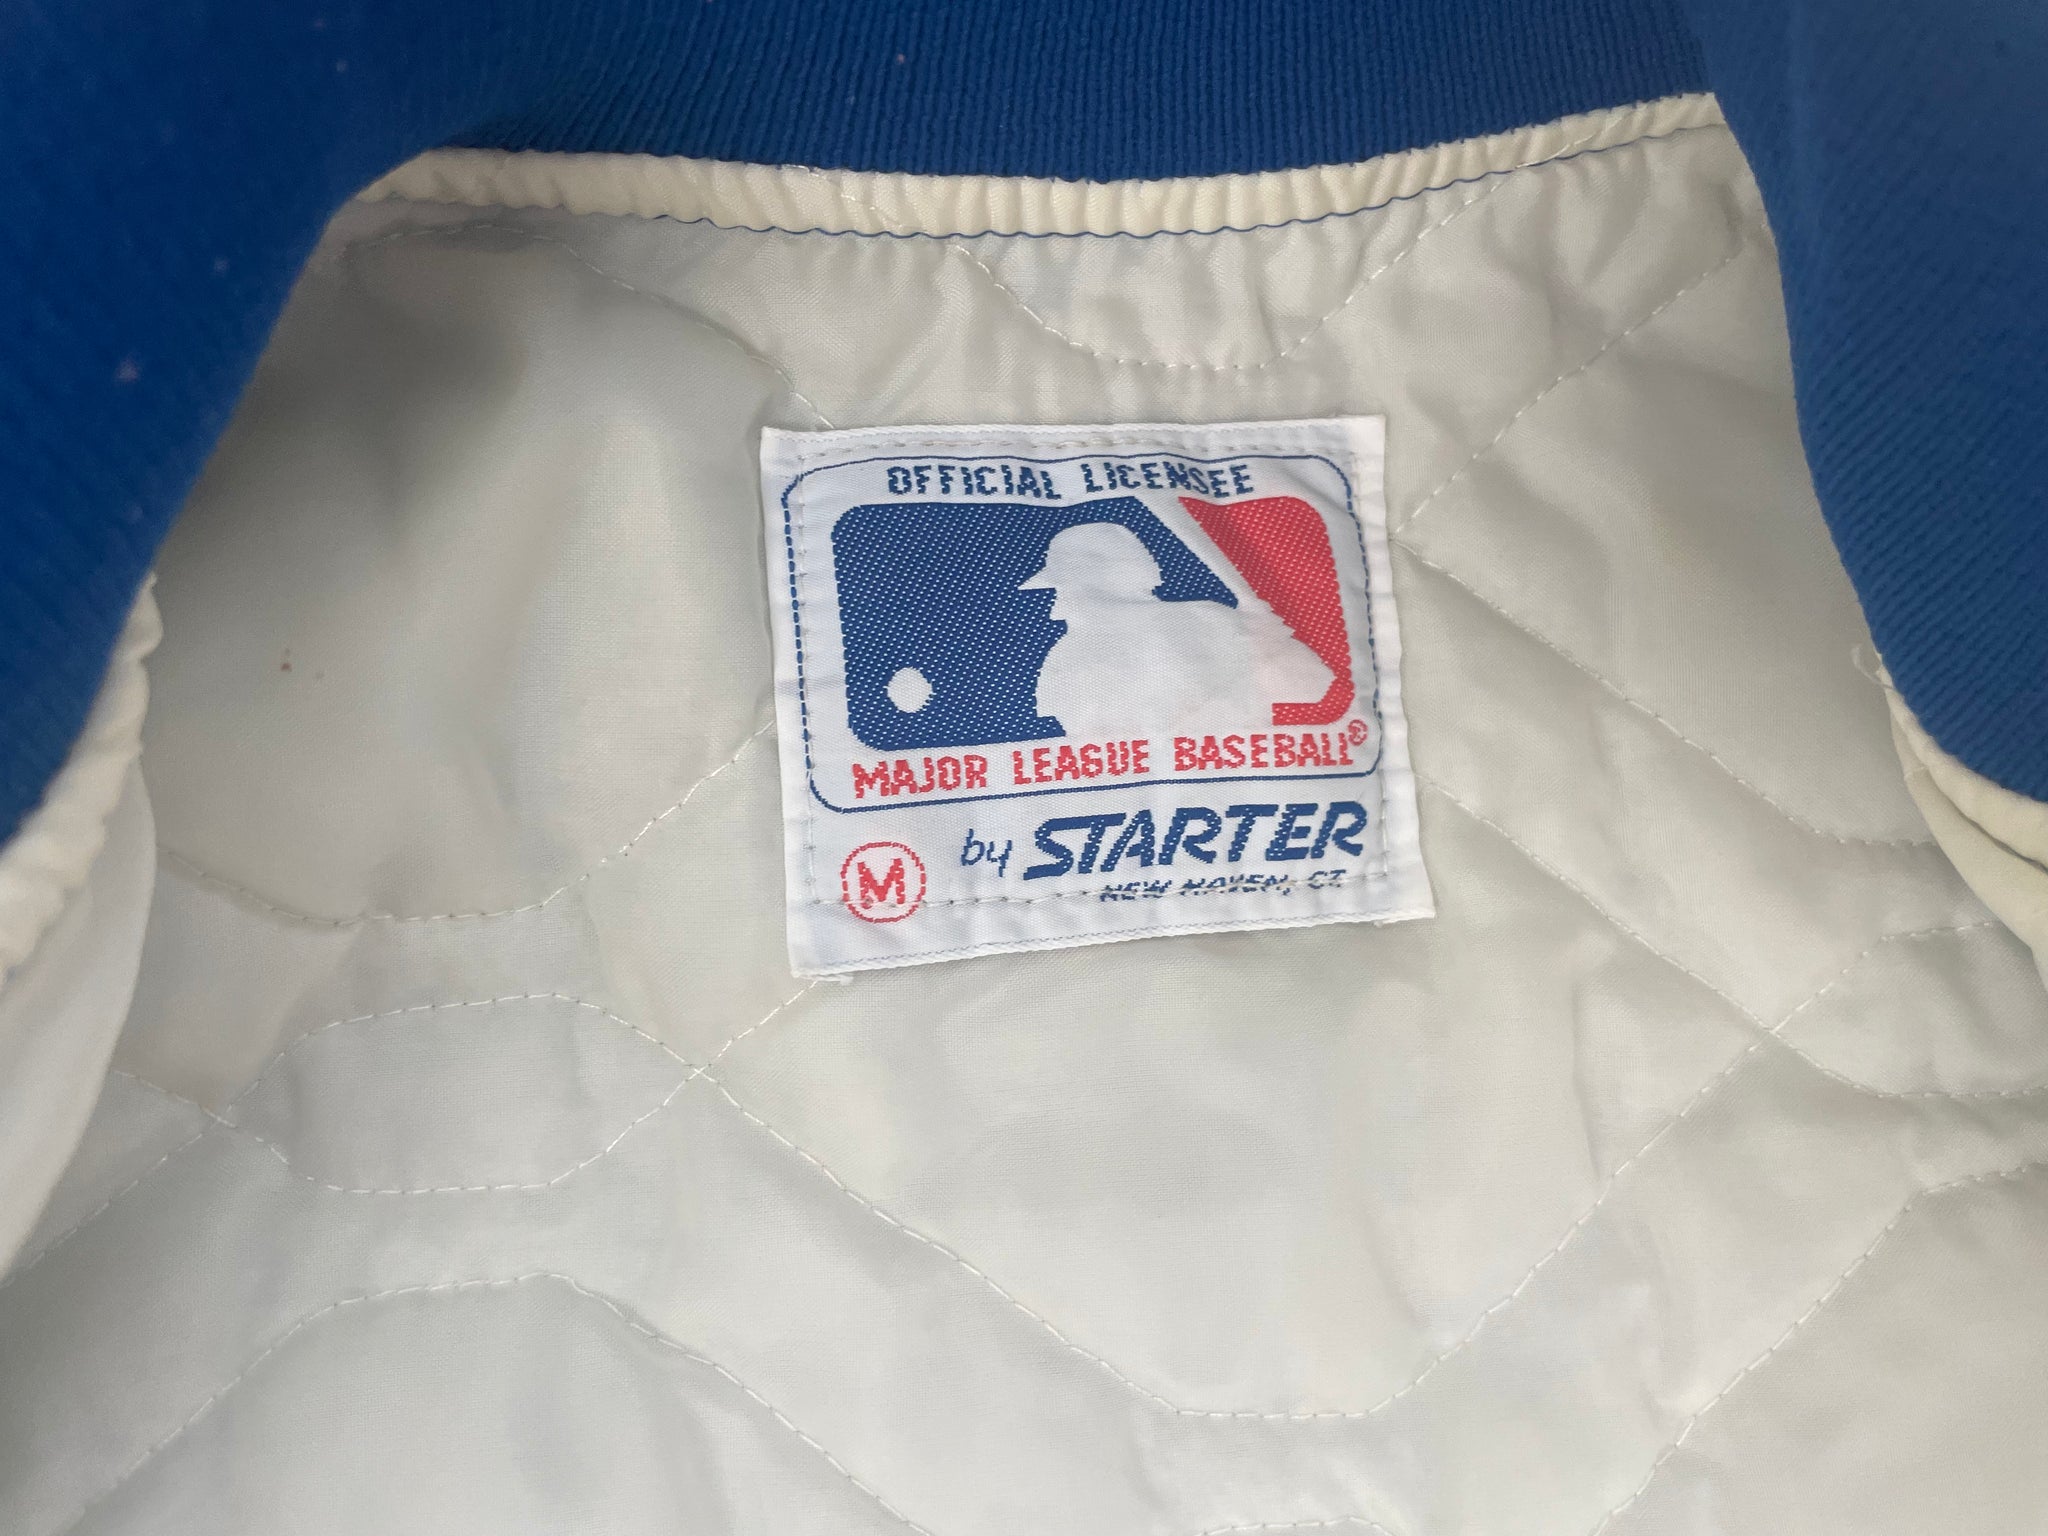 OFFICIAL LICENSEE
MAJOR LEAGUE BASEBALL®
by STARTER
M
NEW HAVEN, CT.